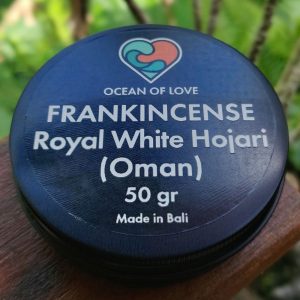 OCEAN OF LOVE
FRANKINCENSE
Royal White Hojari
(Oman)
50 gr
Made in Bali